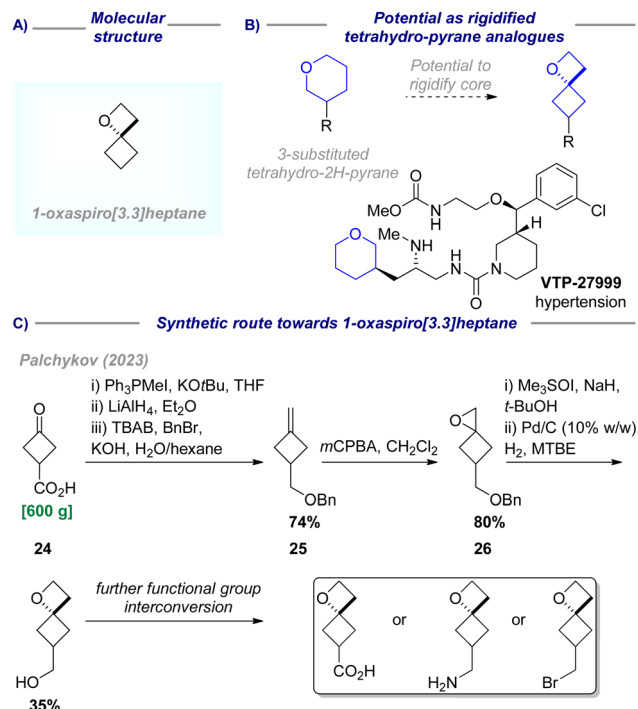 A)
Molecular
structure
O
1-oxaspiro[3.3]heptane
B)
Potential as rigidified
tetrahydro-pyrane analogues
O
R
3-substituted
tetrahydro-2H-pyrane
Potential to
rigidify core
O
R
O
MeO
N
H
O
Cl
H
O
MeN
NH
H
N
N
O
VTP-27999
hypertension
C)
Synthetic route towards 1-oxaspiro[3.3]heptane
Palchykov (2023)
O
CO2H
[600 g]
24
i) Ph3PMeI, KOtBu, THF
ii) LiAlH4, Et2O
iii) TBAB, BnBr,
KOH, H2O/hexane
OBn
74%
25
mCPBA, CH2Cl2
O
OBn
80%
26
i) Me3SOI, NaH,
t-BuOH
ii) Pd/C (10% w/w)
H2, MTBE
O
HO
35%
further functional group
interconversion
O
CO2H
or
O
H2N
or
O
Br